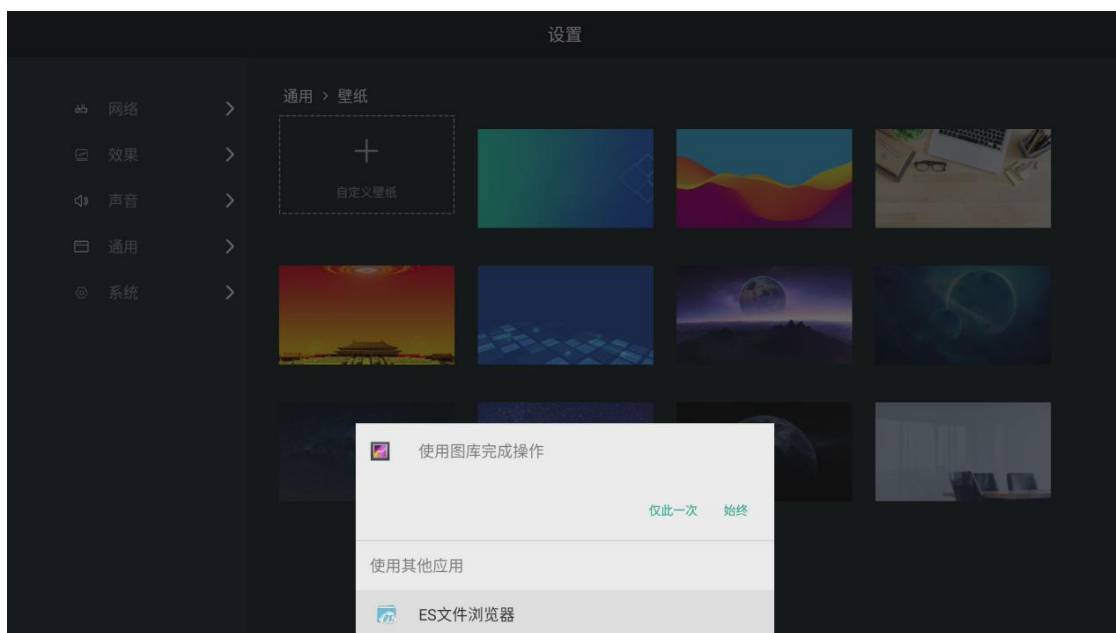 设置
网络
效果
声音
通用
系统
通用 > 壁纸
自定义壁纸
使用图库完成操作
仅此一次 始终
使用其他应用
ES文件浏览器